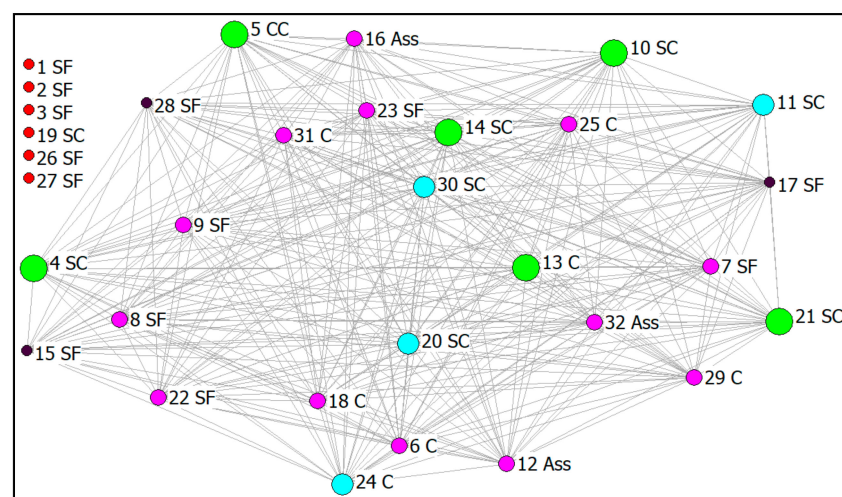 5 CC
16 Ass
10 SC
1 SF
2 SF
3 SF
19 SC
26 SF
27 SF
28 SF
23 SF
14 SC
25 C
11 SC
31 C
30 SC
17 SF
9 SF
4 SC
13 C
7 SF
8 SF
32 Ass
21 SC
15 SF
20 SC
29 C
22 SF
18 C
6 C
12 Ass
24 C